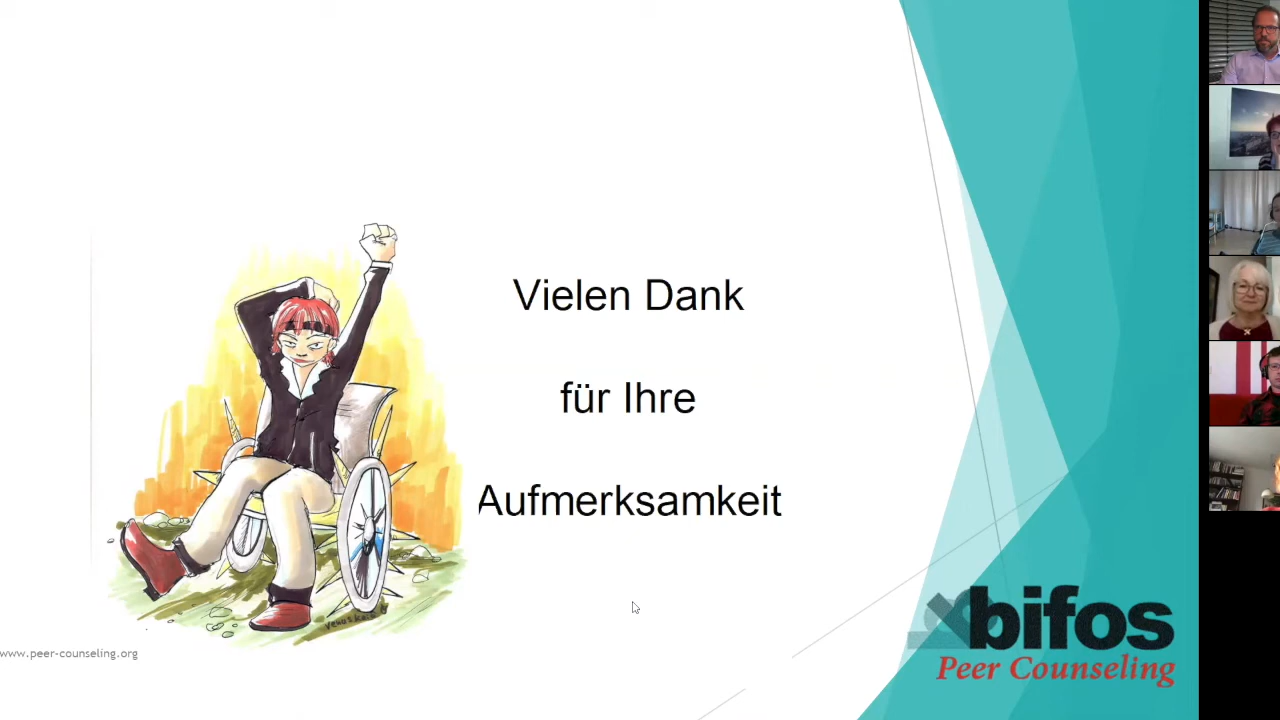 Vielen Dank
für Ihre
Aufmerksamkeit
www.peer-counseling.org
bifos
Peer Counseling